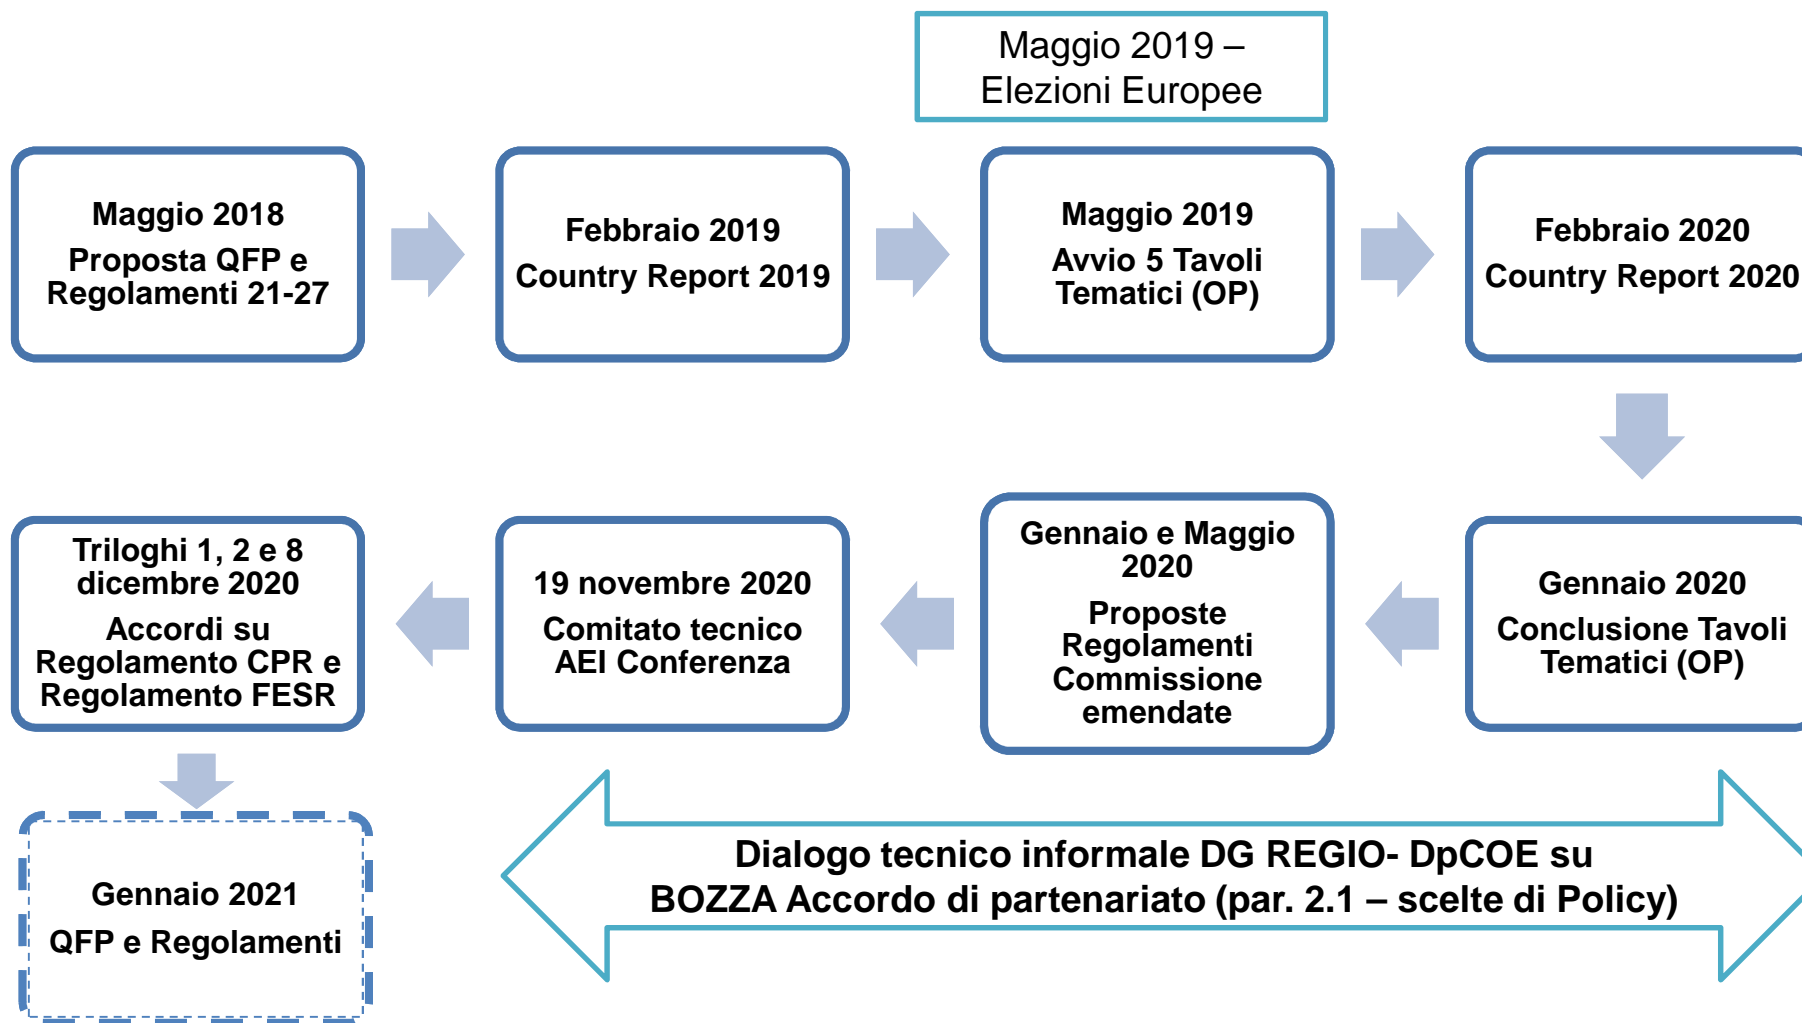 Maggio 2019 –
Elezioni Europee
Maggio 2018
Proposta QFP e
Regolamenti 21-27
Febbraio 2019
Country Report 2019
Maggio 2019
Avvio 5 Tavoli
Tematici (OP)
Febbraio 2020
Country Report 2020
Gennaio 2020
Conclusione Tavoli
Tematici (OP)
Gennaio e Maggio
2020
Proposte
Regolamenti
Commissione
emendate
19 novembre 2020
Comitato tecnico
AEI Conferenza
Triloghi 1, 2 e 8
dicembre 2020
Accordi su
Regolamento CPR e
Regolamento FESR
Gennaio 2021
QFP e Regolamenti
Dialogo tecnico informale DG REGIO- DpCOE su
BOZZA Accordo di partenariato (par. 2.1 – scelte di Policy)